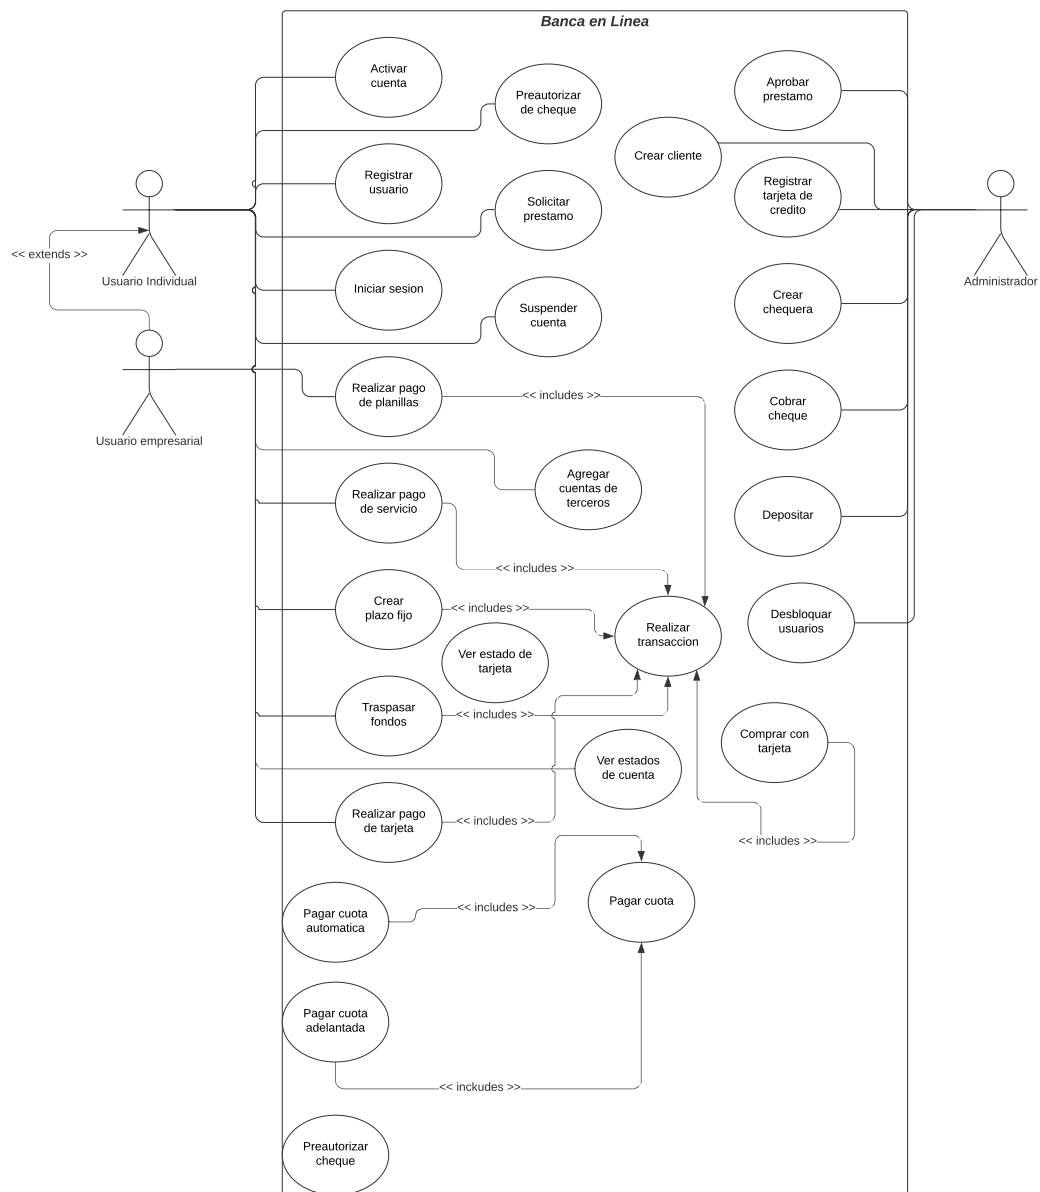 Banca en Linea
Activar
cuenta
Preautorizar
de cheque
Aprobar
prestamo
Crear cliente
Registrar
usuario
Solicitar
prestamo
Registrar
tarjeta de
credito
<< extends >>
Usuario Individual
Administrador
Iniciar sesion
Suspender
cuenta
Crear
chequera
Usuario empresarial
Realizar pago
de planillas
<< includes >>
Cobrar
cheque
Agregar
cuentas de
terceros
Realizar pago
de servicio
Depositar
<< includes >>
Crear
plazo fijo
<< includes >>
Realizar
transaccion
Desbloquar
usuarios
Ver estado de
tarjeta
Traspasar
fondos
<< includes >>
Comprar con
tarjeta
Ver estados
de cuenta
Realizar pago
de tarjeta
<< includes >>
<< includes >>
Pagar cuota
automatica
<< includes >>
Pagar cuota
Pagar cuota
adelantada
<< inckudes >>
Preautorizar
cheque